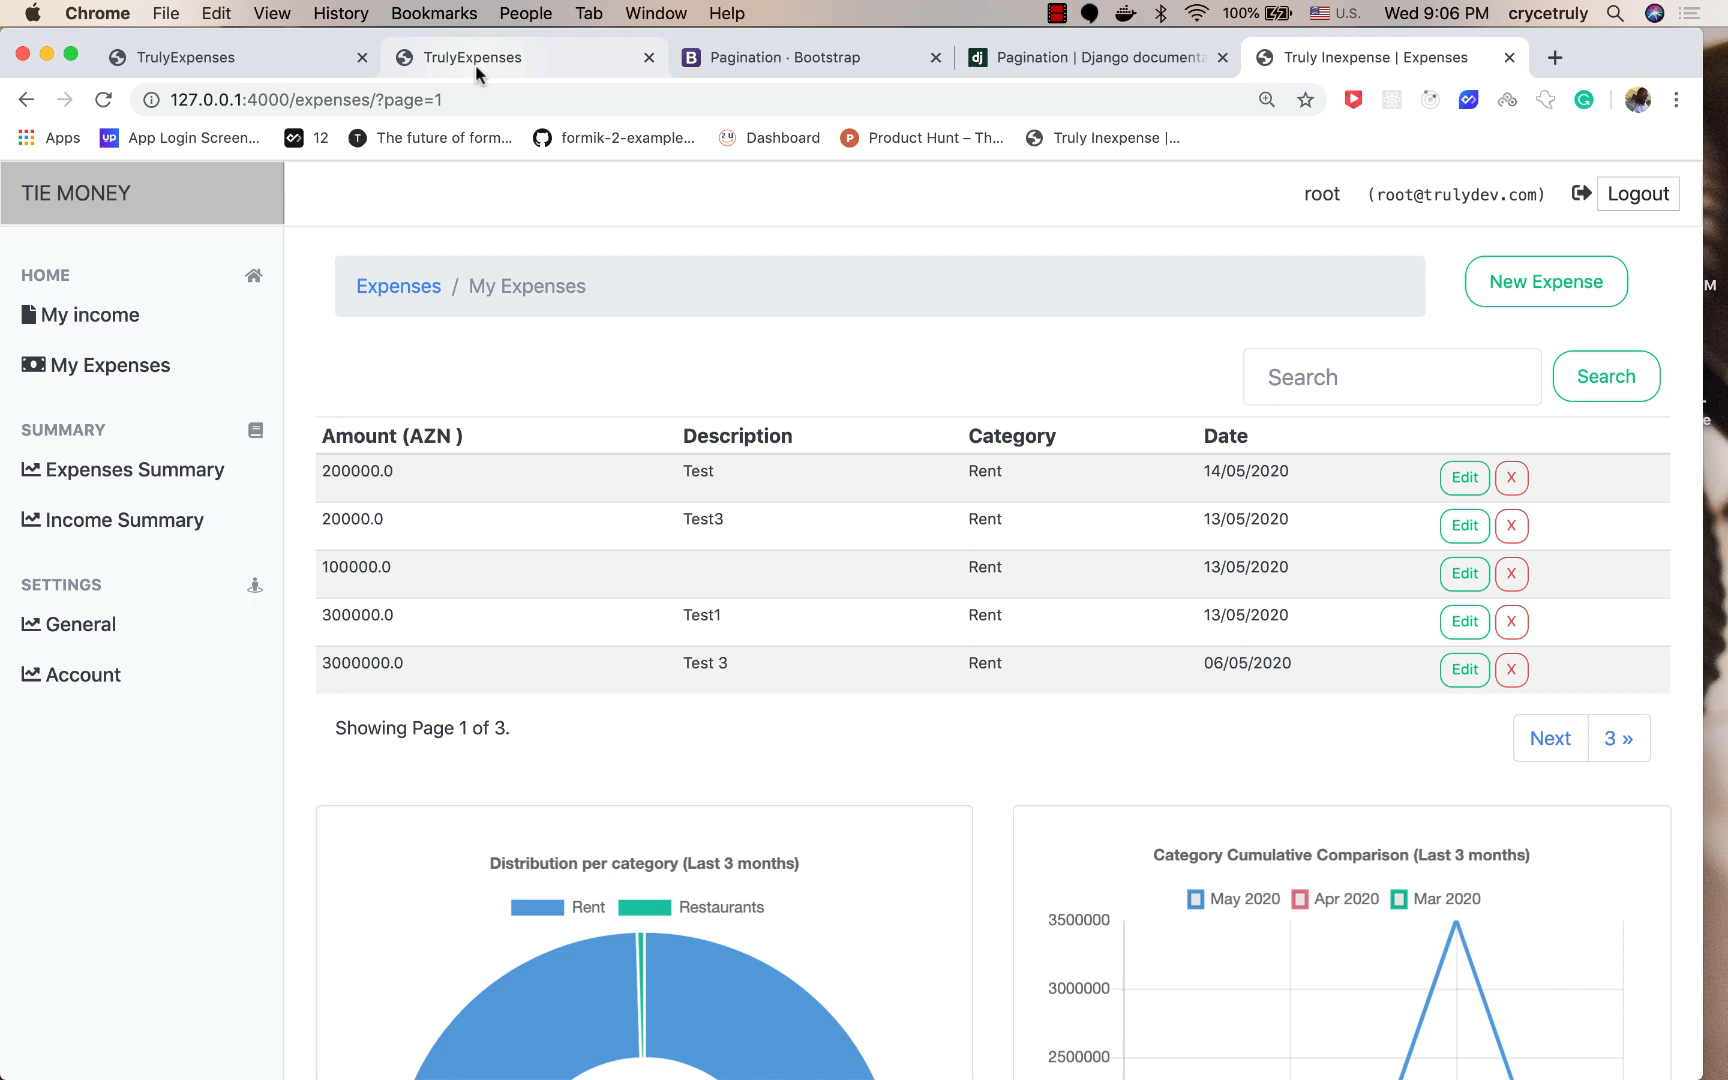 Chrome File Edit View History Bookmarks People Tab Window Help 100% U.S. Wed 9:06 PM crycetruly
TrulyExpenses TrulyExpenses B Pagination · Bootstrap dj Pagination | Django documenta Truly Inexpense | Expenses
127.0.0.1:4000/expenses/?page=1
Apps up App Login Screen... 12 T The future of form... formik-2-example... Dashboard P Product Hunt – Th... Truly Inexpense |...
TIE MONEY
root (root@trulydev.com) Logout
HOME
My income
My Expenses
SUMMARY
Expenses Summary
Income Summary
SETTINGS
General
Account
Expenses / My Expenses
New Expense
Search Search
Amount (AZN ) Description Category Date
200000.0 Test Rent 14/05/2020 Edit X
20000.0 Test3 Rent 13/05/2020 Edit X
100000.0 Rent 13/05/2020 Edit X
300000.0 Test1 Rent 13/05/2020 Edit X
3000000.0 Test 3 Rent 06/05/2020 Edit X
Showing Page 1 of 3.
Next 3 »
Distribution per category (Last 3 months)
Rent Restaurants
Category Cumulative Comparison (Last 3 months)
May 2020 Apr 2020 Mar 2020
3500000
3000000
2500000